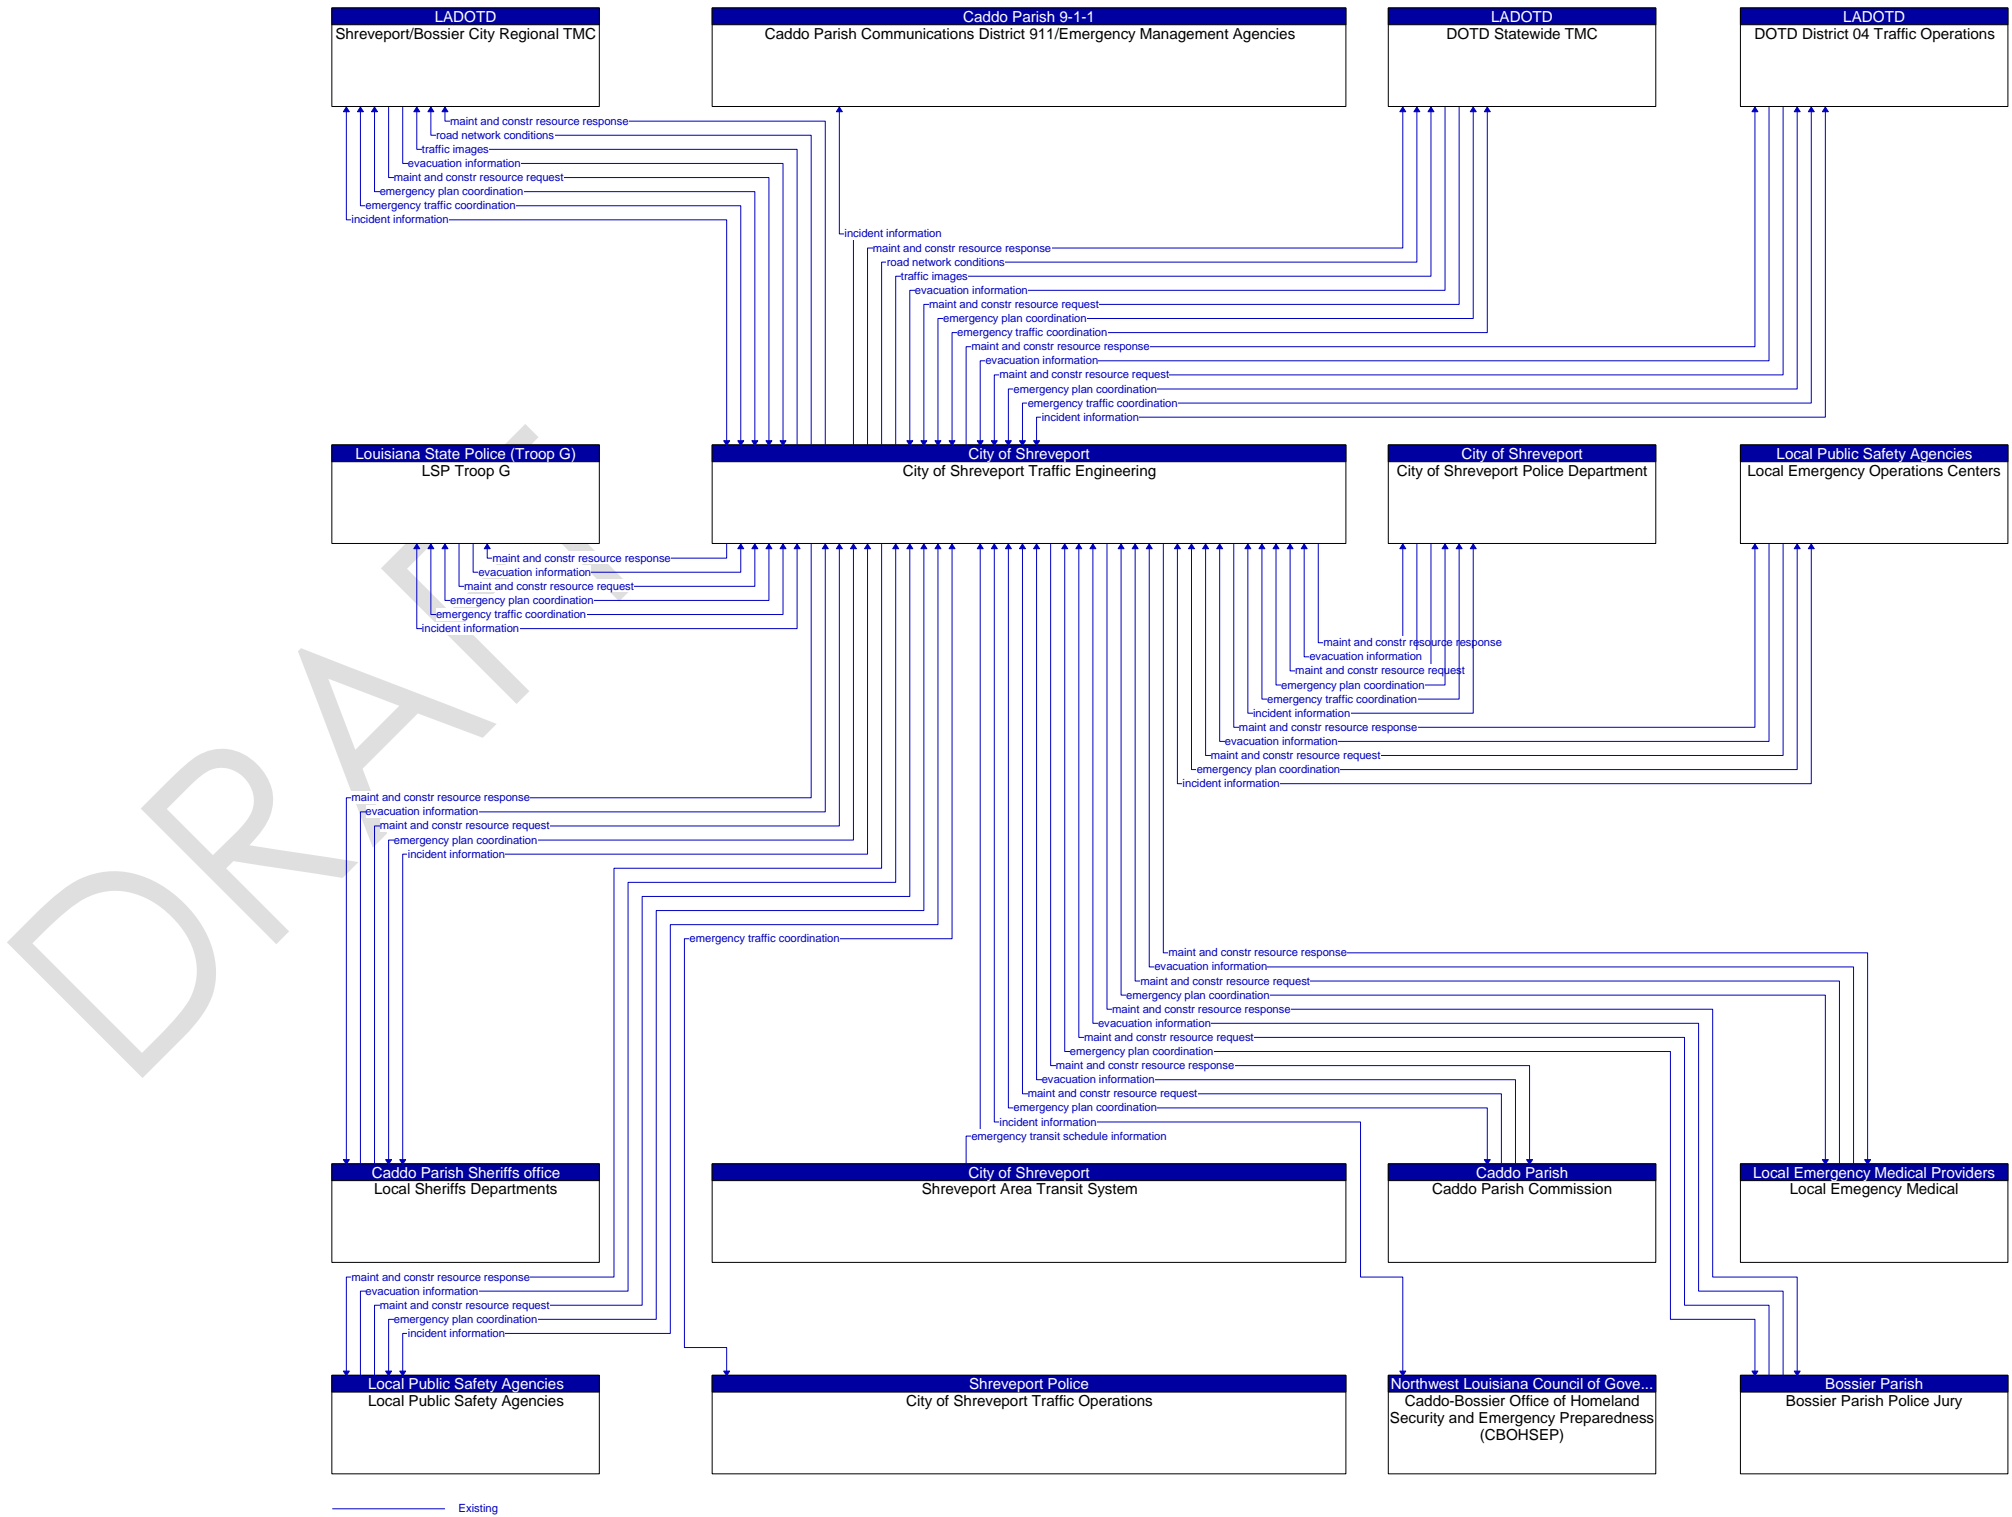 LADOTD
Shreveport/Bossier City Regional TMC
Caddo Parish 9-1-1
Caddo Parish Communications District 911/Emergency Management Agencies
LADOTD
DOTD Statewide TMC
LADOTD
DOTD District 04 Traffic Operations
maint and constr resource response
road network conditions
traffic images
evacuation information
maint and constr resource request
emergency plan coordination
emergency traffic coordination
incident information
incident information
maint and constr resource response
road network conditions
traffic images
evacuation information
maint and constr resource request
emergency plan coordination
emergency traffic coordination
maint and constr resource response
evacuation information
maint and constr resource request
emergency plan coordination
emergency traffic coordination
incident information
Louisiana State Police (Troop G)
LSP Troop G
City of Shreveport
City of Shreveport Traffic Engineering
City of Shreveport
City of Shreveport Police Department
Local Public Safety Agencies
Local Emergency Operations Centers
maint and constr resource response
evacuation information
maint and constr resource request
emergency plan coordination
emergency traffic coordination
incident information
maint and constr resource response
evacuation information
maint and constr resource request
emergency plan coordination
emergency traffic coordination
incident information
maint and constr resource response
evacuation information
maint and constr resource request
emergency plan coordination
incident information
maint and constr resource response
evacuation information
maint and constr resource request
emergency plan coordination
incident information
emergency traffic coordination
maint and constr resource response
evacuation information
maint and constr resource request
emergency plan coordination
maint and constr resource response
evacuation information
maint and constr resource request
emergency plan coordination
maint and constr resource response
evacuation information
maint and constr resource request
emergency plan coordination
incident information
emergency transit schedule information
Caddo Parish Sheriffs office
Local Sheriffs Departments
City of Shreveport
Shreveport Area Transit System
Caddo Parish
Caddo Parish Commission
Local Emergency Medical Providers
Local Emegency Medical
maint and constr resource response
evacuation information
maint and constr resource request
emergency plan coordination
incident information
Local Public Safety Agencies
Local Public Safety Agencies
Shreveport Police
City of Shreveport Traffic Operations
Northwest Louisiana Council of Gove...
Caddo-Bossier Office of Homeland
Security and Emergency Preparedness
(CBOHSEP)
Bossier Parish
Bossier Parish Police Jury
Existing
DRAFT